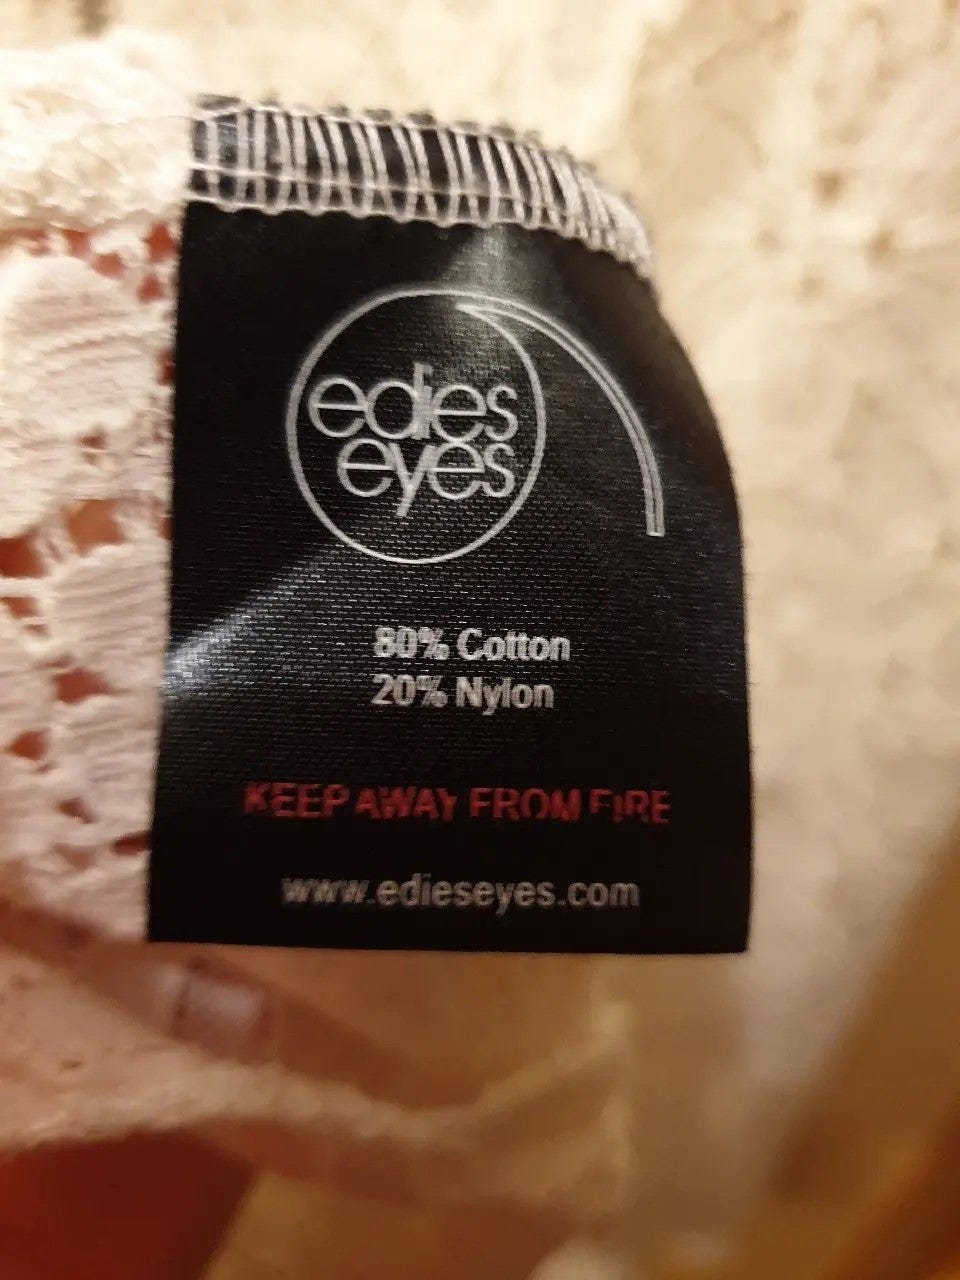 edies
eyes
80% Cotton
20% Nylon
KEEP AWAY FROM FIRE
www.edieseyes.com